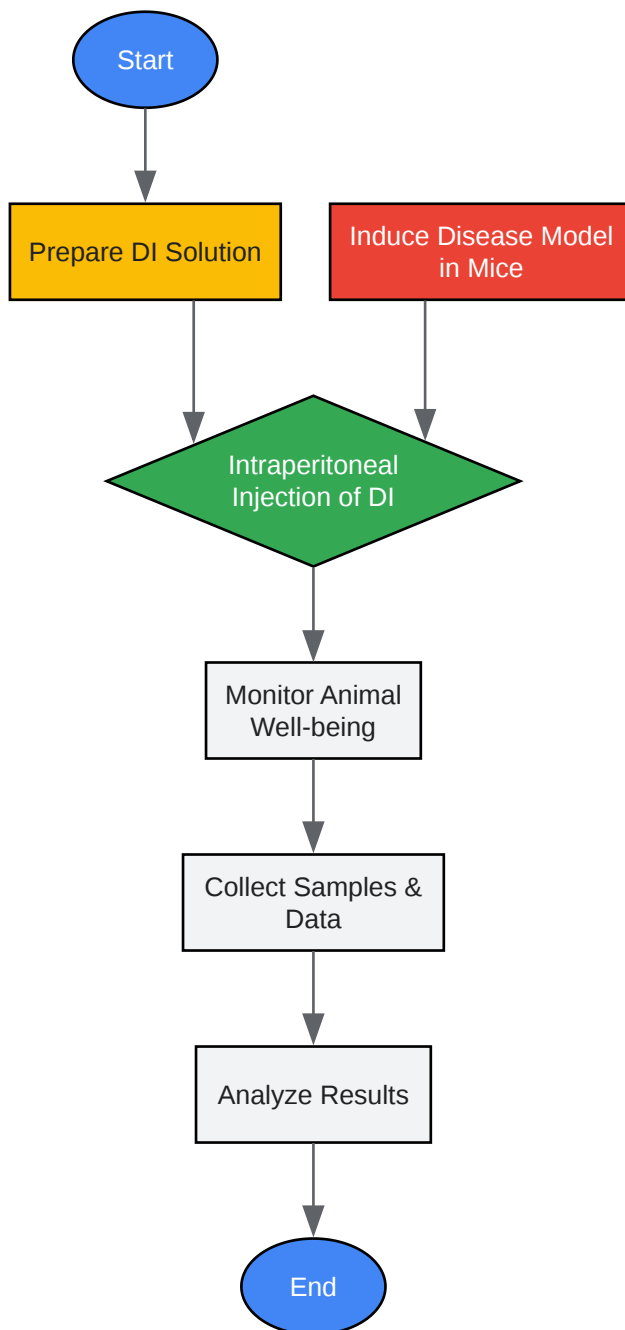 Start
Prepare DI Solution
Induce Disease Model
in Mice
Intraperitoneal
Injection of DI
Monitor Animal
Well-being
Collect Samples &
Data
Analyze Results
End